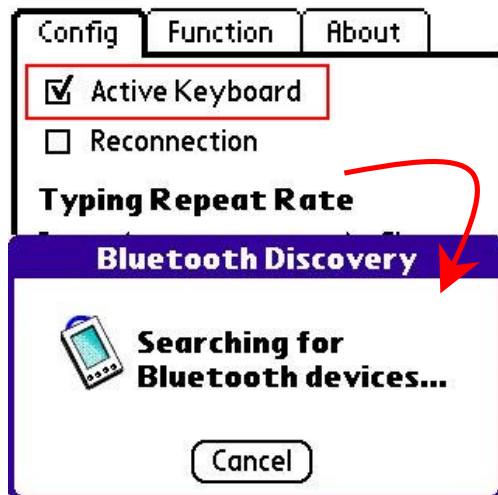 Config Function About
Active Keyboard
Reconnection
Typing Repeat Rate
Bluetooth Discovery
Searching for
Bluetooth devices...
Cancel